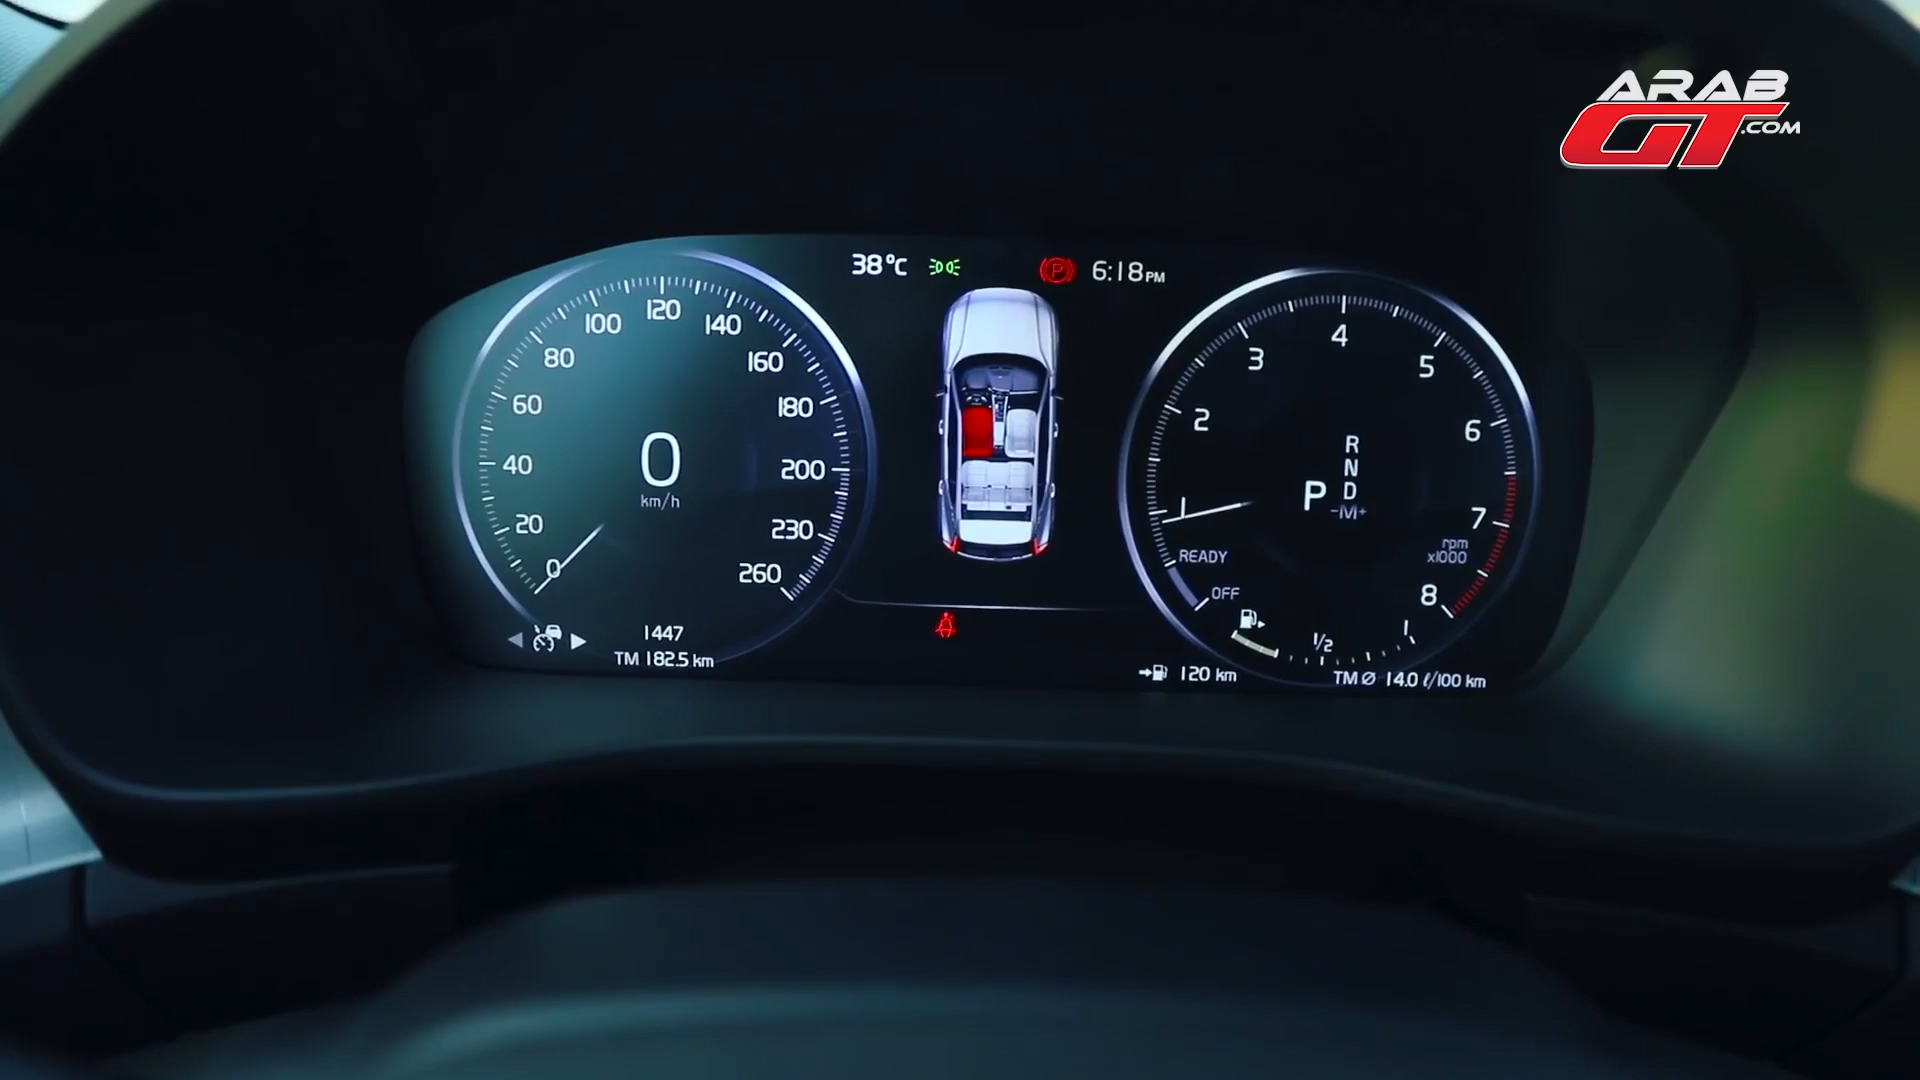 ARAB
GT.COM
38°C
6:18PM
0
20
40
60
80
100
120
140
160
180
200
230
260
0
km/h
1447
TM 182.5 km
1
2
3
4
5
6
7
8
rpm
x1000
READY
OFF
R
N
P D
-M+
1/2
1
120 km
TM Ø 14.0 ℓ/100 km